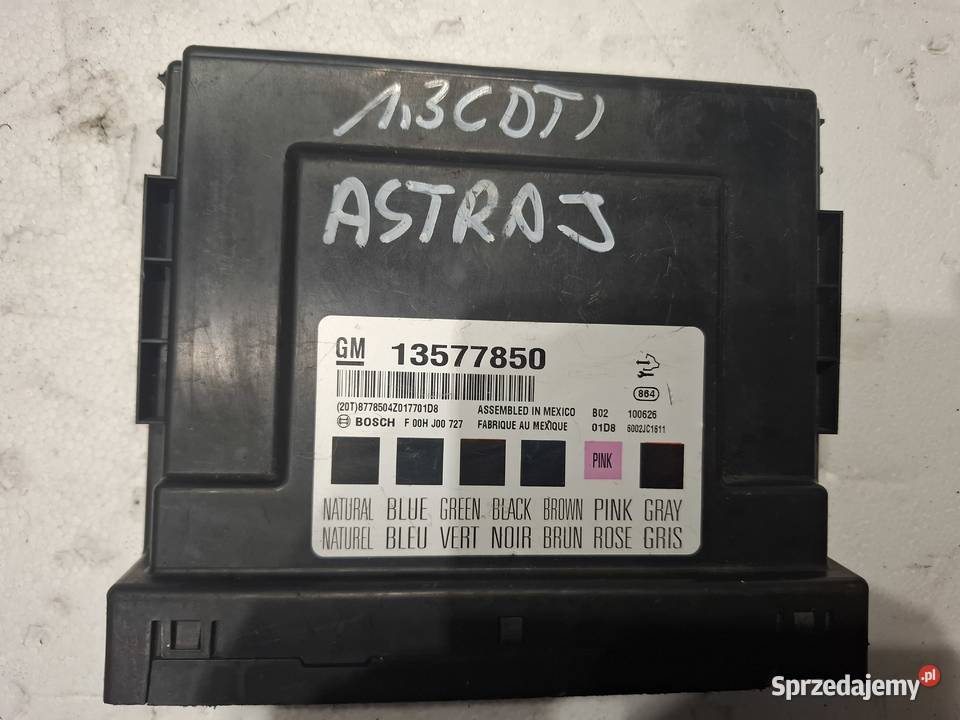 1,3 CDTI
ASTRA J
GM 13577850
864
(20T)8778504Z017701D8 ASSEMBLED IN MEXICO B02 100626
BOSCH F 00H J00 727 FABRIQUE AU MEXIQUE 01D8 6002JC1611
PINK
NATURAL BLUE GREEN BLACK BROWN PINK GRAY
NATUREL BLEU VERT NOIR BRUN ROSE GRIS
Sprzedajemy.pl